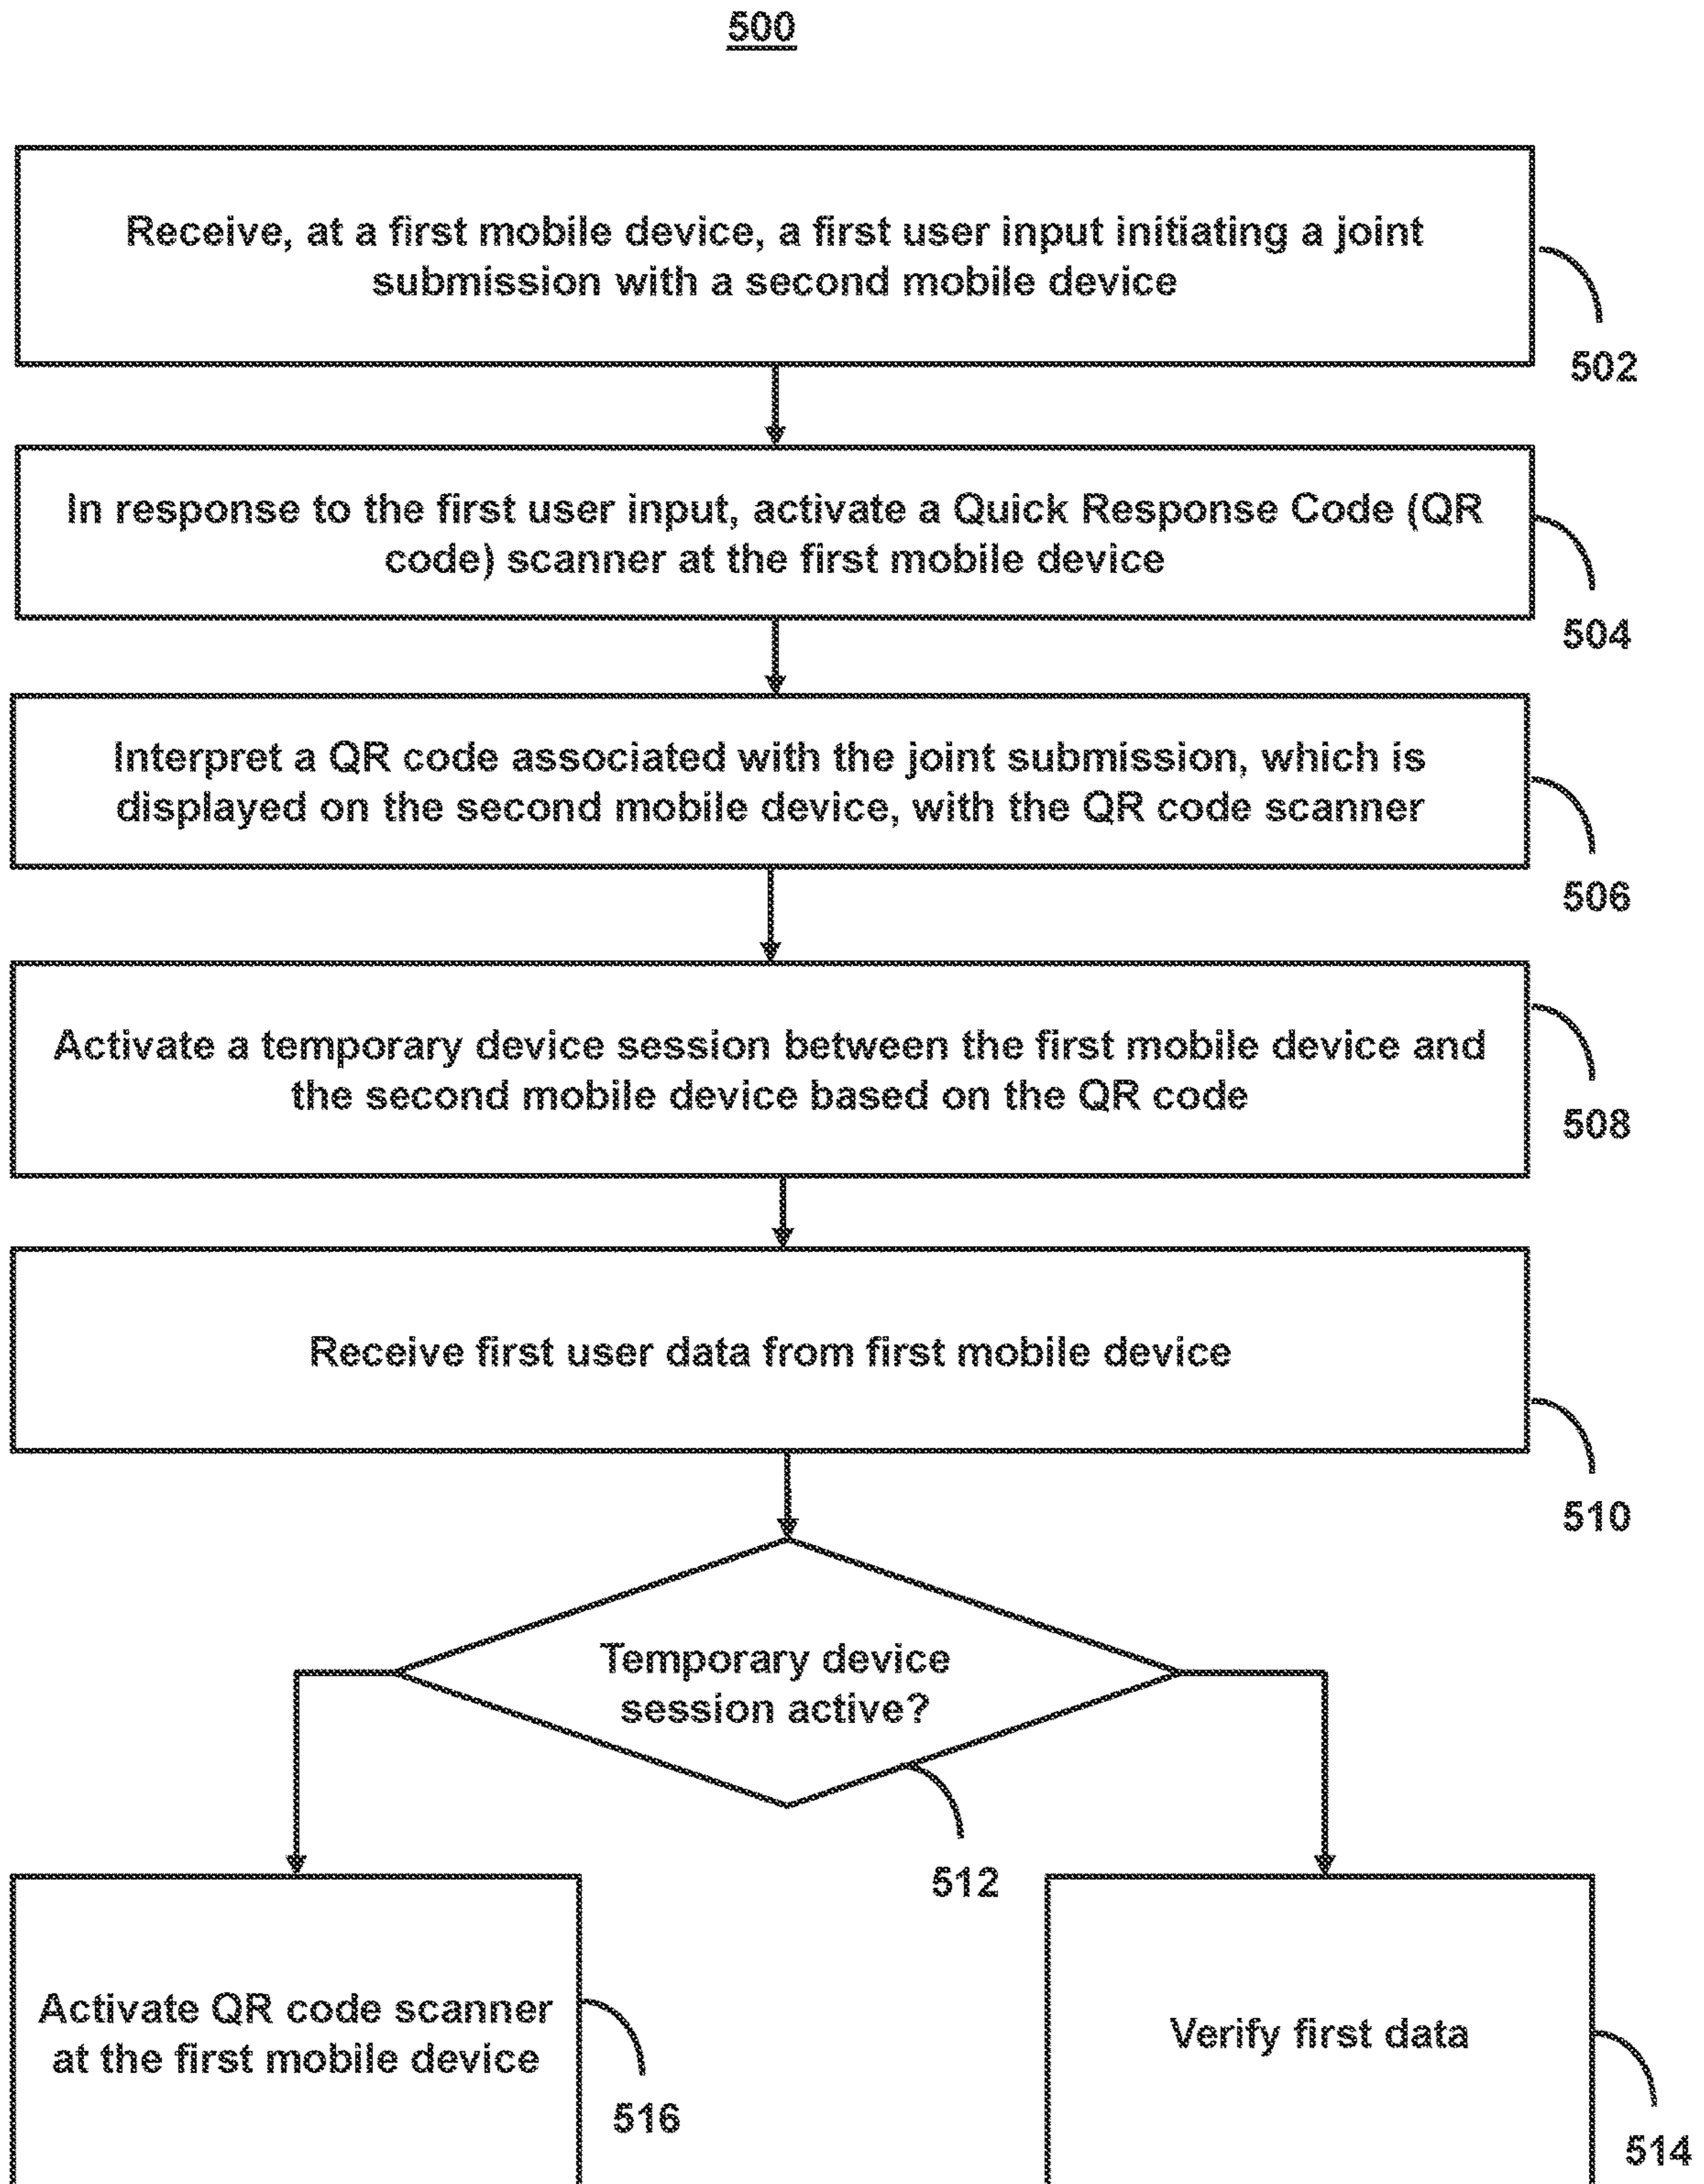 500
Receive, at a first mobile device, a first user input initiating a joint
submission with a second mobile device
502
In response to the first user input, activate a Quick Response Code (QR
code) scanner at the first mobile device
504
Interpret a QR code associated with the joint submission, which is
displayed on the second mobile device, with the QR code scanner
506
Activate a temporary device session between the first mobile device and
the second mobile device based on the QR code
508
Receive first user data from first mobile device
510
Temporary device
session active?
512
Activate QR code scanner
at the first mobile device
516
Verify first data
514